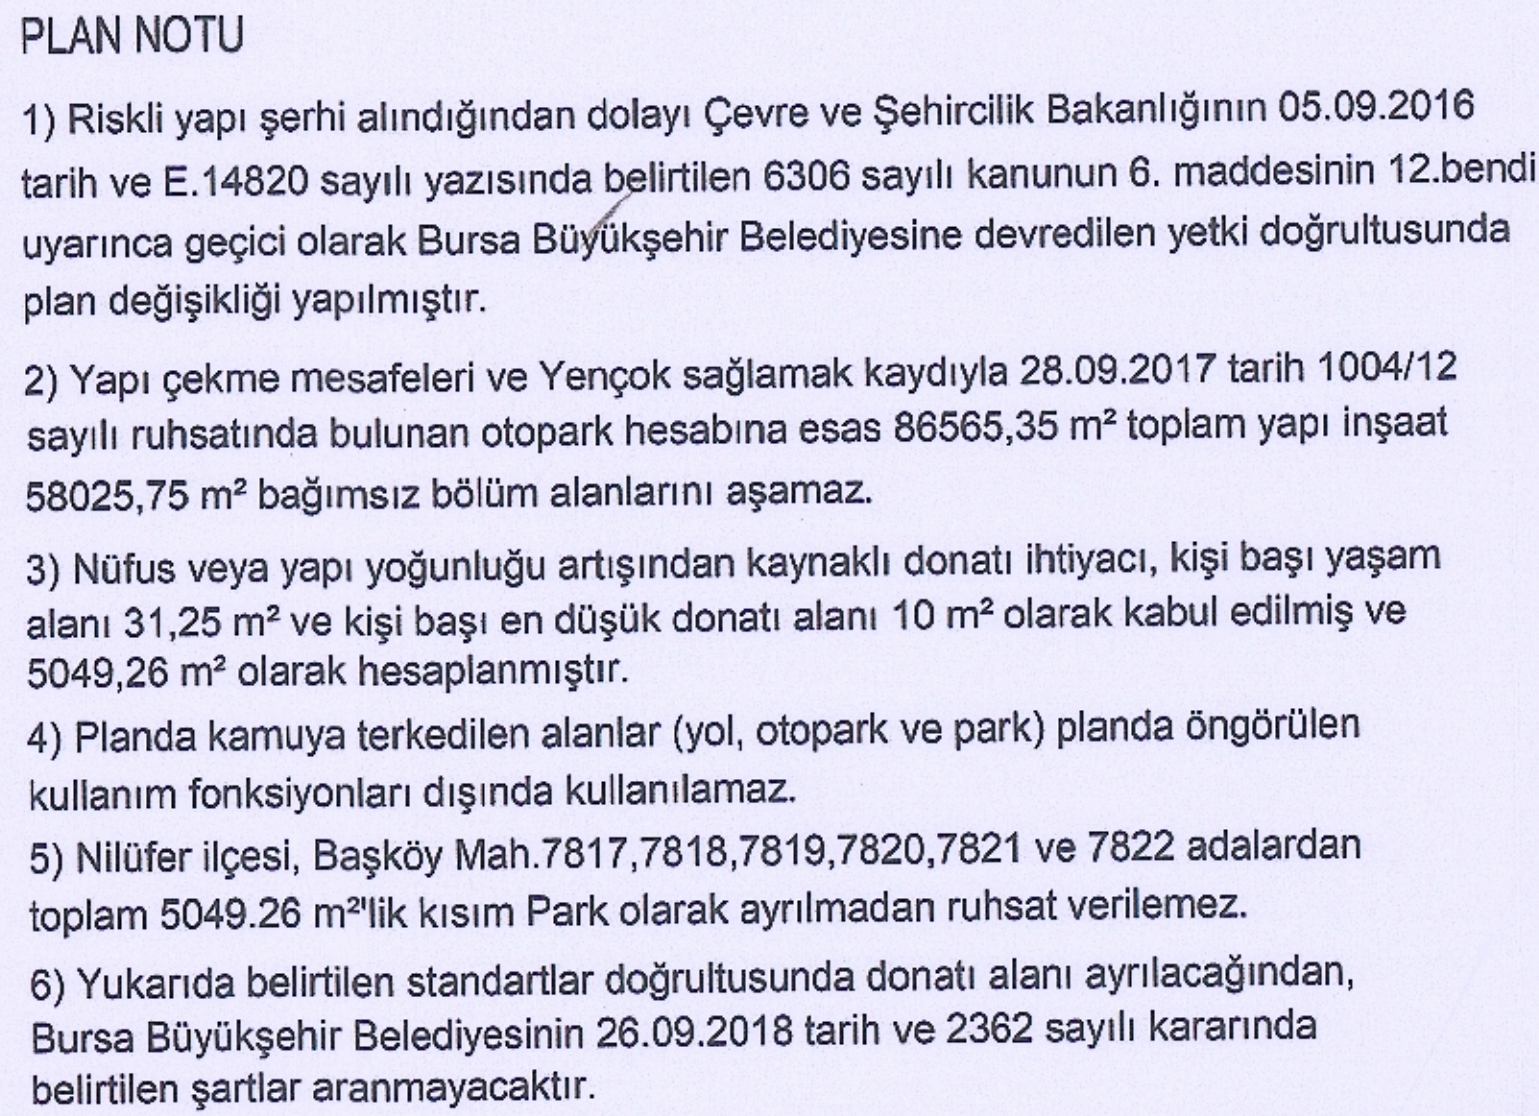 PLAN NOTU
1) Riskli yapı şerhi alındığından dolayı Çevre ve Şehircilik Bakanlığının 05.09.2016
tarih ve E.14820 sayılı yazısında belirtilen 6306 sayılı kanunun 6. maddesinin 12.bendi
uyarınca geçici olarak Bursa Büyükşehir Belediyesine devredilen yetki doğrultusunda
plan değişikliği yapılmıştır.
2) Yapı çekme mesafeleri ve Yençok sağlamak kaydıyla 28.09.2017 tarih 1004/12
sayılı ruhsatında bulunan otopark hesabına esas 86565,35 m² toplam yapı inşaat
58025,75 m² bağımsız bölüm alanlarını aşamaz.
3) Nüfus veya yapı yoğunluğu artışından kaynaklı donatı ihtiyacı, kişi başı yaşam
alanı 31,25 m² ve kişi başı en düşük donatı alanı 10 m² olarak kabul edilmiş ve
5049,26 m² olarak hesaplanmıştır.
4) Planda kamuya terkedilen alanlar (yol, otopark ve park) planda öngörülen
kullanım fonksiyonları dışında kullanılamaz.
5) Nilüfer ilçesi, Başköy Mah.7817,7818,7819,7820,7821 ve 7822 adalardan
toplam 5049.26 m²'lik kısım Park olarak ayrılmadan ruhsat verilemez.
6) Yukarıda belirtilen standartlar doğrultusunda donatı alanı ayrılacağından,
Bursa Büyükşehir Belediyesinin 26.09.2018 tarih ve 2362 sayılı kararında
belirtilen şartlar aranmayacaktır.